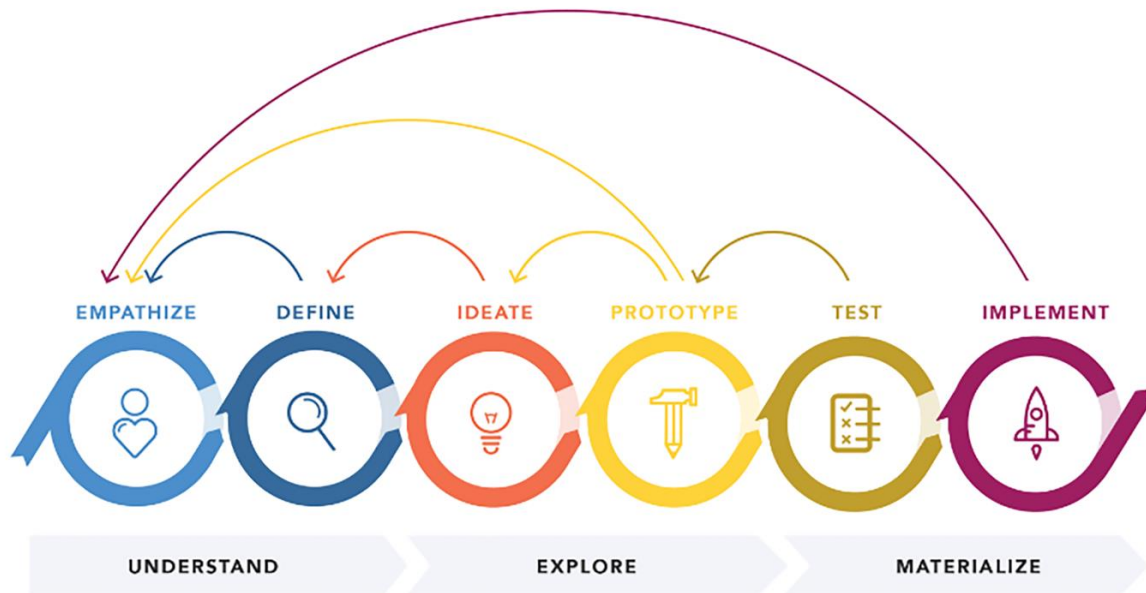 EMPATHIZE
DEFINE
IDEATE
PROTOTYPE
TEST
IMPLEMENT
UNDERSTAND
EXPLORE
MATERIALIZE